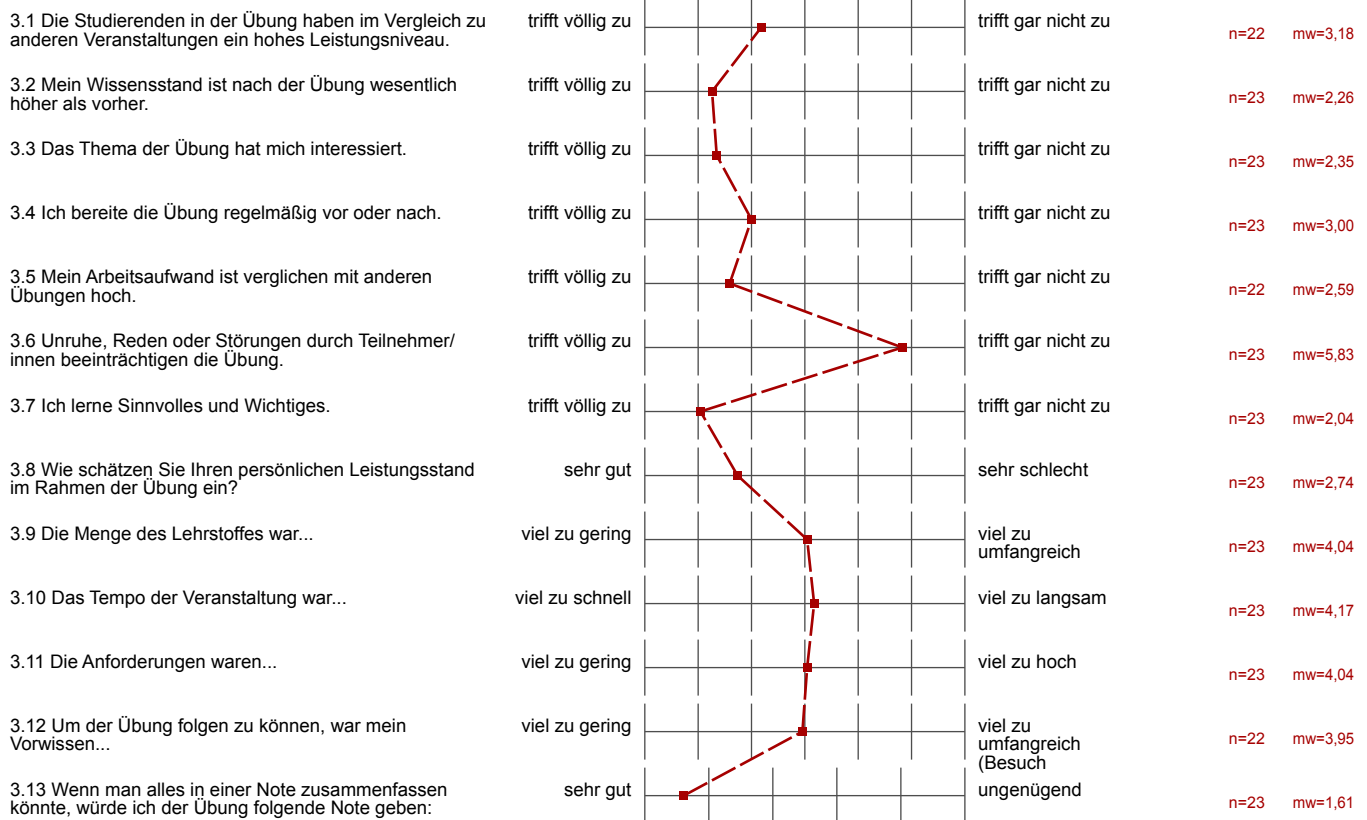 3.1 Die Studierenden in der Übung haben im Vergleich zu
anderen Veranstaltungen ein hohes Leistungsniveau.
trifft völlig zu
trifft gar nicht zu
n=22 mw=3,18
3.2 Mein Wissensstand ist nach der Übung wesentlich
höher als vorher.
trifft völlig zu
trifft gar nicht zu
n=23 mw=2,26
3.3 Das Thema der Übung hat mich interessiert.
trifft völlig zu
trifft gar nicht zu
n=23 mw=2,35
3.4 Ich bereite die Übung regelmäßig vor oder nach.
trifft völlig zu
trifft gar nicht zu
n=23 mw=3,00
3.5 Mein Arbeitsaufwand ist verglichen mit anderen
Übungen hoch.
trifft völlig zu
trifft gar nicht zu
n=22 mw=2,59
3.6 Unruhe, Reden oder Störungen durch Teilnehmer/
innen beeinträchtigen die Übung.
trifft völlig zu
trifft gar nicht zu
n=23 mw=5,83
3.7 Ich lerne Sinnvolles und Wichtiges.
trifft völlig zu
trifft gar nicht zu
n=23 mw=2,04
3.8 Wie schätzen Sie Ihren persönlichen Leistungsstand
im Rahmen der Übung ein?
sehr gut
sehr schlecht
n=23 mw=2,74
3.9 Die Menge des Lehrstoffes war...
viel zu gering
viel zu
umfangreich
n=23 mw=4,04
3.10 Das Tempo der Veranstaltung war...
viel zu schnell
viel zu langsam
n=23 mw=4,17
3.11 Die Anforderungen waren...
viel zu gering
viel zu hoch
n=23 mw=4,04
3.12 Um der Übung folgen zu können, war mein
Vorwissen...
viel zu gering
viel zu
umfangreich
(Besuch
n=22 mw=3,95
3.13 Wenn man alles in einer Note zusammenfassen
könnte, würde ich der Übung folgende Note geben:
sehr gut
ungenügend
n=23 mw=1,61